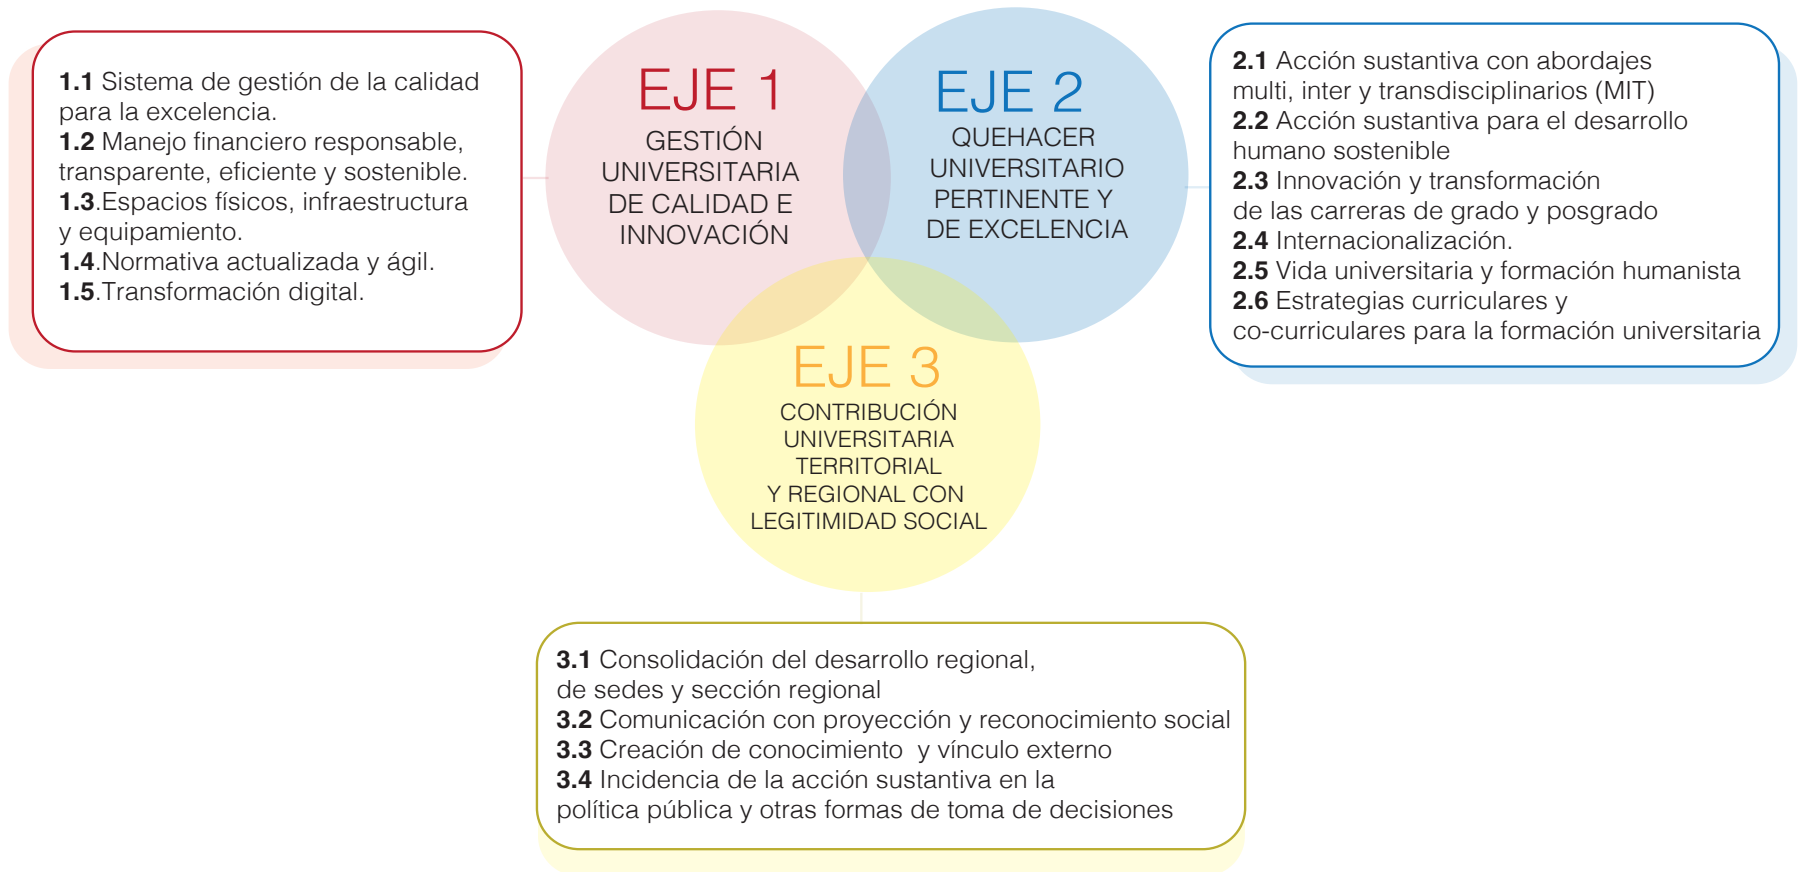 1.1 Sistema de gestión de la calidad
para la excelencia.
1.2 Manejo financiero responsable,
transparente, eficiente y sostenible.
1.3.Espacios físicos, infraestructura
y equipamiento.
1.4.Normativa actualizada y ágil.
1.5.Transformación digital.
EJE 1
GESTIÓN
UNIVERSITARIA
DE CALIDAD E
INNOVACIÓN
EJE 2
QUEHACER
UNIVERSITARIO
PERTINENTE Y
DE EXCELENCIA
2.1 Acción sustantiva con abordajes
multi, inter y transdisciplinarios (MIT)
2.2 Acción sustantiva para el desarrollo
humano sostenible
2.3 Innovación y transformación
de las carreras de grado y posgrado
2.4 Internacionalización.
2.5 Vida universitaria y formación humanista
2.6 Estrategias curriculares y
co-curriculares para la formación universitaria
EJE 3
CONTRIBUCIÓN
UNIVERSITARIA
TERRITORIAL
Y REGIONAL CON
LEGITIMIDAD SOCIAL
3.1 Consolidación del desarrollo regional,
de sedes y sección regional
3.2 Comunicación con proyección y reconocimiento social
3.3 Creación de conocimiento  y vínculo externo
3.4 Incidencia de la acción sustantiva en la
política pública y otras formas de toma de decisiones